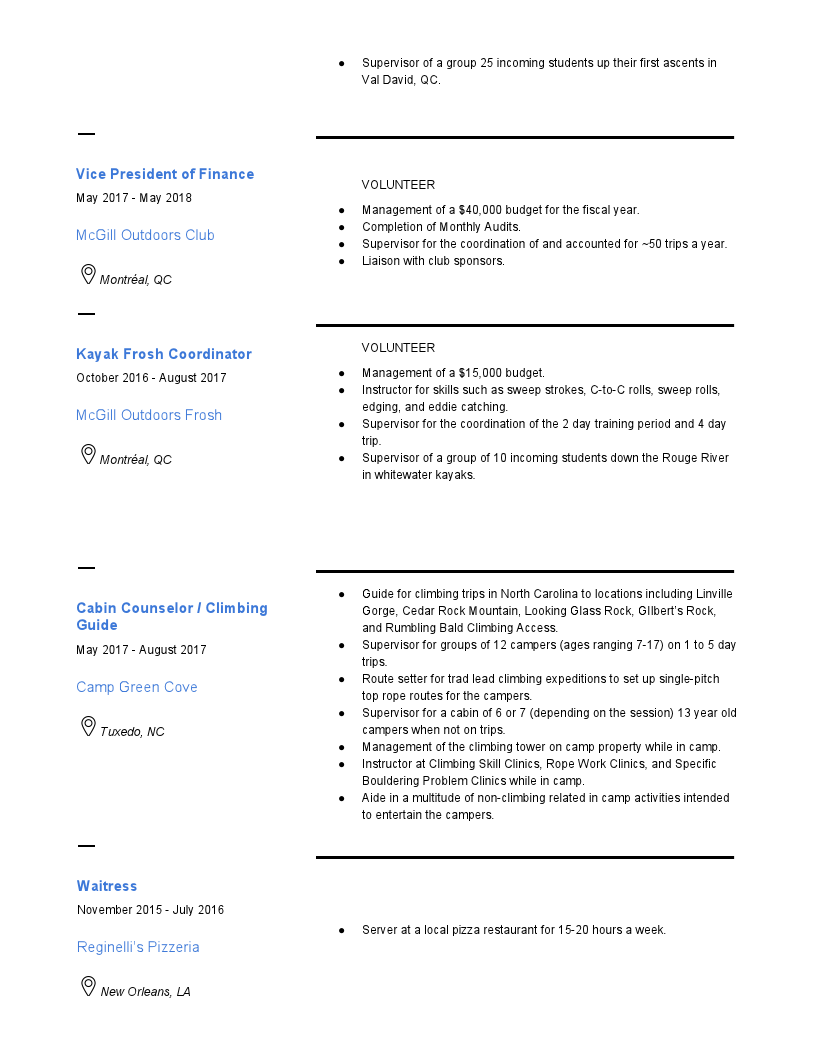 ● Supervisor of a group 25 incoming students up their first ascents in
Val David, QC.
Vice President of Finance
May 2017 - May 2018
McGill Outdoors Club
Montréal, QC
VOLUNTEER
● Management of a $40,000 budget for the fiscal year.
● Completion of Monthly Audits.
● Supervisor for the coordination of and accounted for ~50 trips a year.
● Liaison with club sponsors.
Kayak Frosh Coordinator
October 2016 - August 2017
McGill Outdoors Frosh
Montréal, QC
VOLUNTEER
● Management of a $15,000 budget.
● Instructor for skills such as sweep strokes, C-to-C rolls, sweep rolls,
edging, and eddie catching.
● Supervisor for the coordination of the 2 day training period and 4 day
trip.
● Supervisor of a group of 10 incoming students down the Rouge River
in whitewater kayaks.
Cabin Counselor / Climbing
Guide
May 2017 - August 2017
Camp Green Cove
Tuxedo, NC
● Guide for climbing trips in North Carolina to locations including Linville
Gorge, Cedar Rock Mountain, Looking Glass Rock, GIlbert's Rock,
and Rumbling Bald Climbing Access.
● Supervisor for groups of 12 campers (ages ranging 7-17) on 1 to 5 day
trips.
● Route setter for trad lead climbing expeditions to set up single-pitch
top rope routes for the campers.
● Supervisor for a cabin of 6 or 7 (depending on the session) 13 year old
campers when not on trips.
● Management of the climbing tower on camp property while in camp.
● Instructor at Climbing Skill Clinics, Rope Work Clinics, and Specific
Bouldering Problem Clinics while in camp.
● Aide in a multitude of non-climbing related in camp activities intended
to entertain the campers.
Waitress
November 2015 - July 2016
Reginelli's Pizzeria
New Orleans, LA
● Server at a local pizza restaurant for 15-20 hours a week.